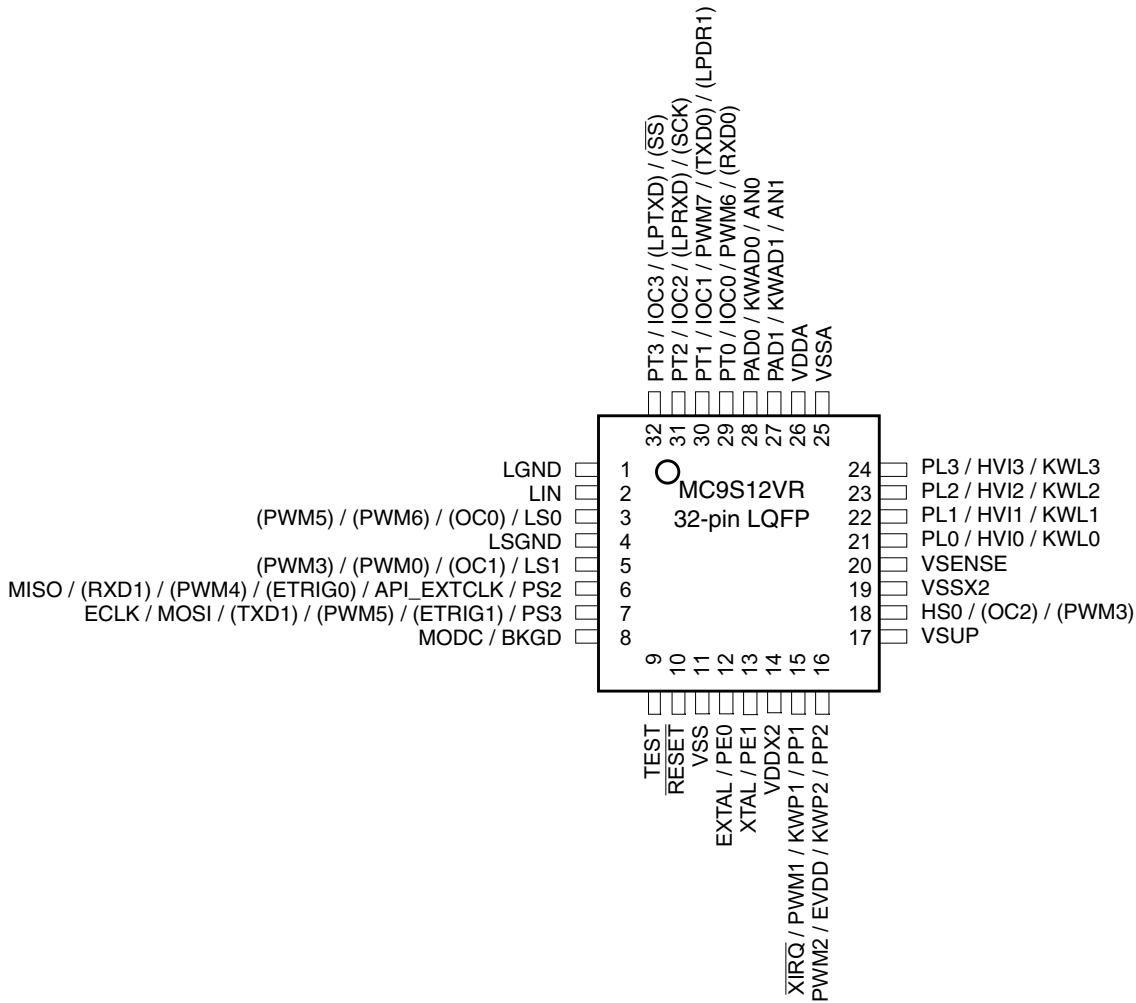 PT3 / IOC3 / (LPTXD) / (S̅S̅)
PT2 / IOC2 / (LPRXD) / (SCK)
PT1 / IOC1 / PWM7 / (TXD0) / (LPDR1)
PT0 / IOC0 / PWM6 / (RXD0)
PAD0 / KWAD0 / AN0
PAD1 / KWAD1 / AN1
VDDA
VSSA
32
31
30
29
28
27
26
25
LGND
LIN
(PWM5) / (PWM6) / (OC0) / LS0
LSGND
(PWM3) / (PWM0) / (OC1) / LS1
MISO / (RXD1) / (PWM4) / (ETRIG0) / API_EXTCLK / PS2
ECLK / MOSI / (TXD1) / (PWM5) / (ETRIG1) / PS3
MODC / BKGD
1
2
3
4
5
6
7
8
MC9S12VR
32-pin LQFP
24
23
22
21
20
19
18
17
PL3 / HVI3 / KWL3
PL2 / HVI2 / KWL2
PL1 / HVI1 / KWL1
PL0 / HVI0 / KWL0
VSENSE
VSSX2
HS0 / (OC2) / (PWM3)
VSUP
9
10
11
12
13
14
15
16
TEST
R̅E̅S̅E̅T̅
VSS
EXTAL / PE0
XTAL / PE1
VDDX2
X̅I̅R̅Q̅ / PWM1 / KWP1 / PP1
PWM2 / EVDD / KWP2 / PP2